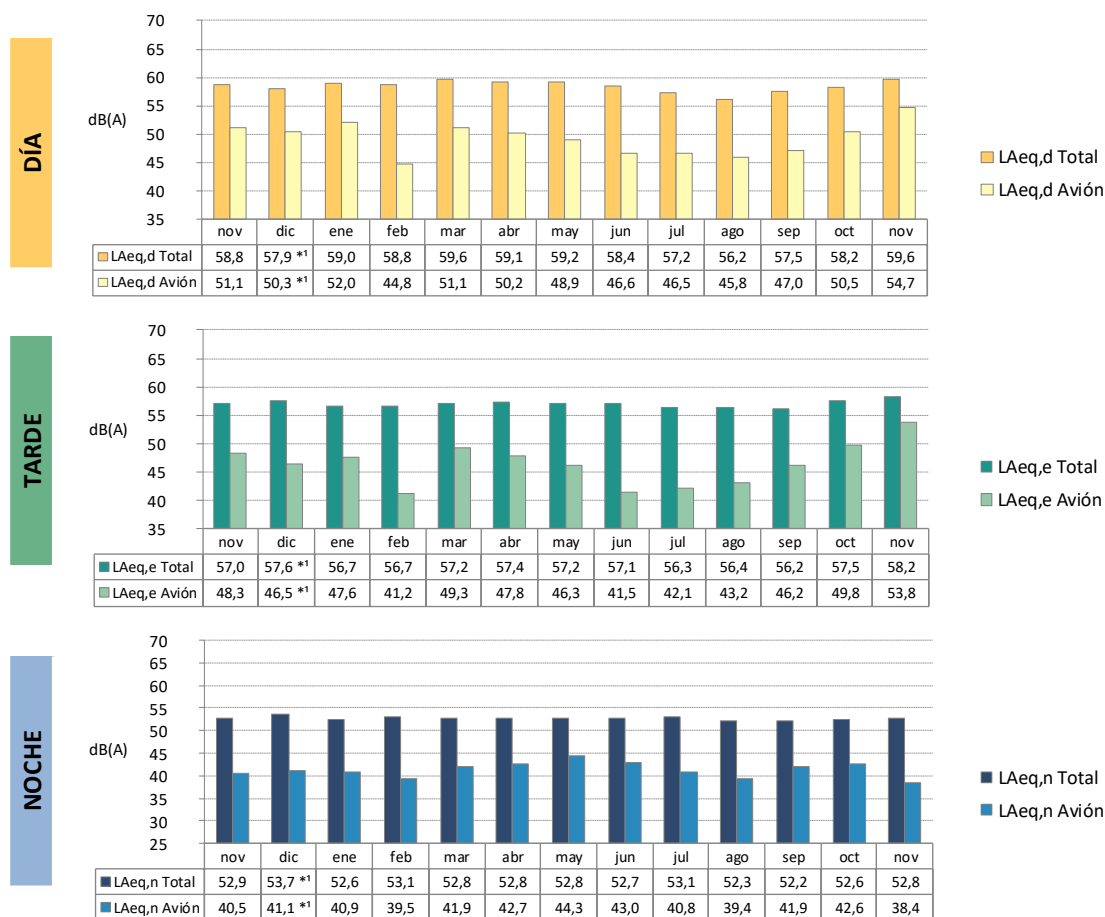 DÍA
dB(A)
70
65
60
55
50
45
40
35
nov dic ene feb mar abr may jun jul ago sep oct nov
LAeq,d Total 58,8 57,9 *¹ 59,0 58,8 59,6 59,1 59,2 58,4 57,2 56,2 57,5 58,2 59,6
LAeq,d Avión 51,1 50,3 *¹ 52,0 44,8 51,1 50,2 48,9 46,6 46,5 45,8 47,0 50,5 54,7
LAeq,d Total
LAeq,d Avión
TARDE
dB(A)
70
65
60
55
50
45
40
35
nov dic ene feb mar abr may jun jul ago sep oct nov
LAeq,e Total 57,0 57,6 *¹ 56,7 56,7 57,2 57,4 57,2 57,1 56,3 56,4 56,2 57,5 58,2
LAeq,e Avión 48,3 46,5 *¹ 47,6 41,2 49,3 47,8 46,3 41,5 42,1 43,2 46,2 49,8 53,8
LAeq,e Total
LAeq,e Avión
NOCHE
dB(A)
70
65
60
55
50
45
40
35
30
25
nov dic ene feb mar abr may jun jul ago sep oct nov
LAeq,n Total 52,9 53,7 *¹ 52,6 53,1 52,8 52,8 52,8 52,7 53,1 52,3 52,2 52,6 52,8
LAeq,n Avión 40,5 41,1 *¹ 40,9 39,5 41,9 42,7 44,3 43,0 40,8 39,4 41,9 42,6 38,4
LAeq,n Total
LAeq,n Avión